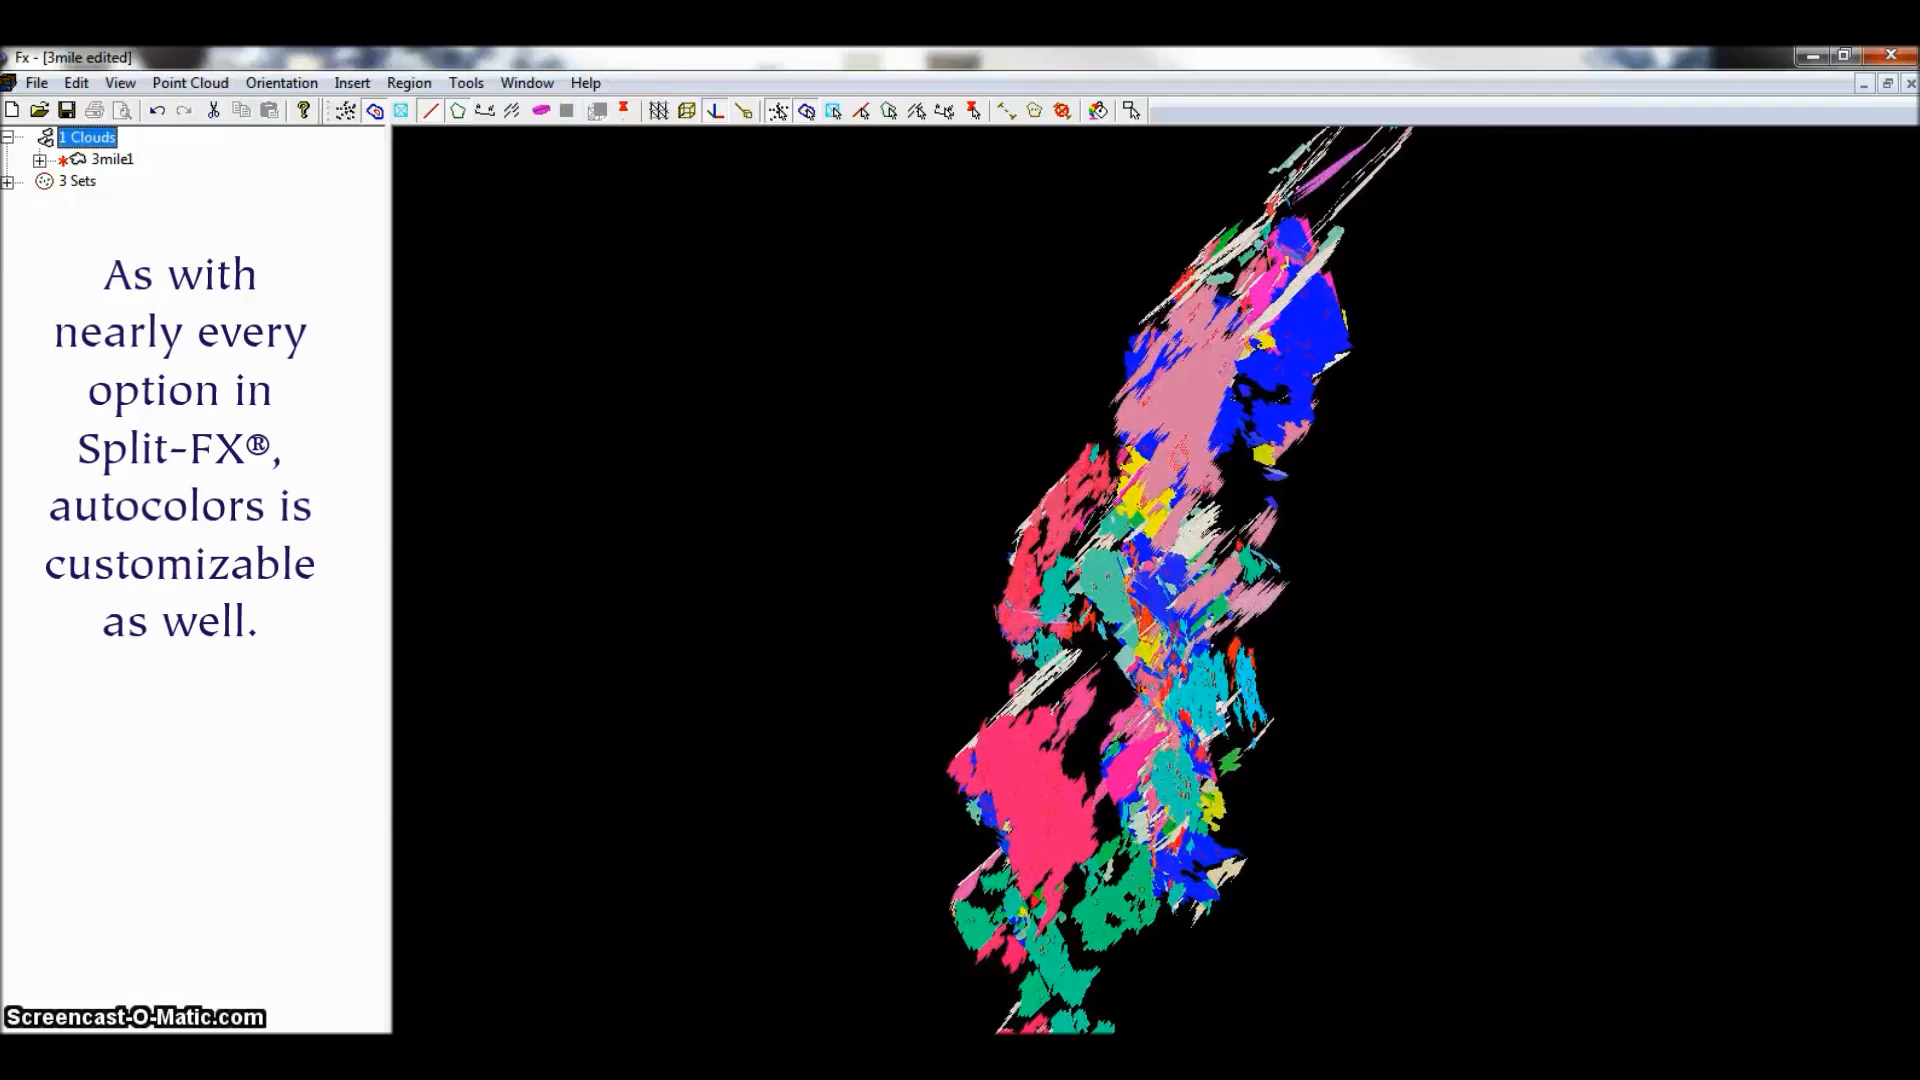 Fx - [3mile edited]
File Edit View Point Cloud Orientation Insert Region Tools Window Help
1 Clouds
3mile1
3 Sets
As with
nearly every
option in
Split-FX®,
autocolors is
customizable
as well.
Screencast-O-Matic.com